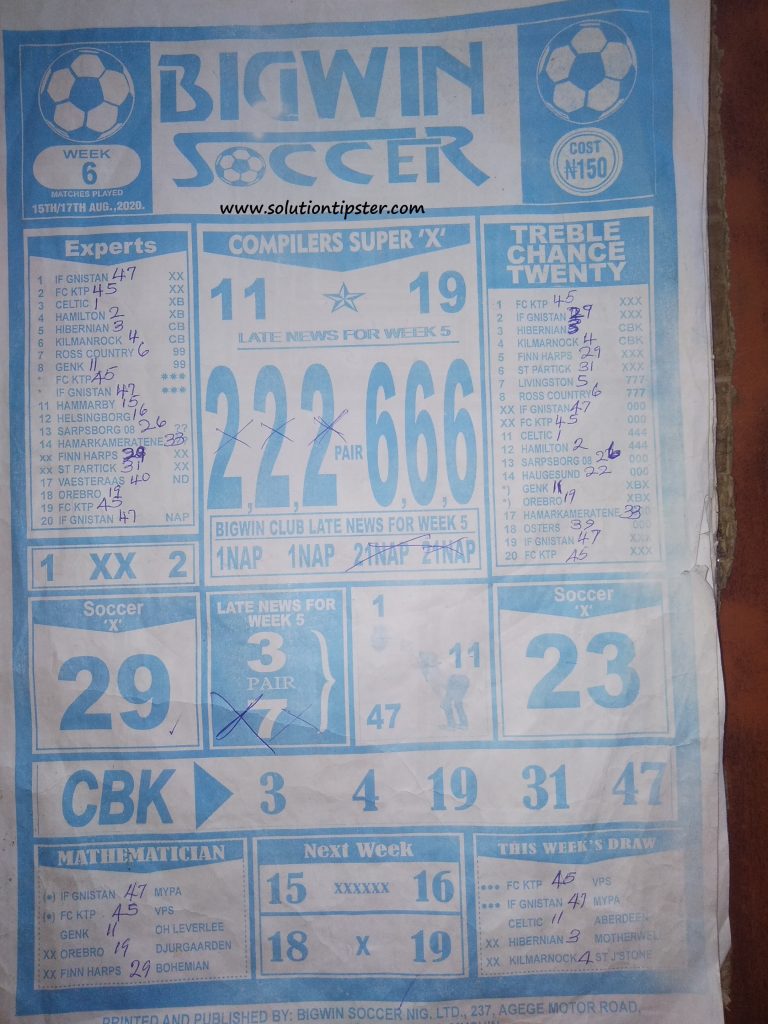 BIGWIN
SOCCER
WEEK
6
MATCHES PLAYED
15TH/17TH AUG., 2020.
COST
₦150
www.solutiontipster.com
Experts
1 IF GNISTAN 47 XX
2 FC KTP 45 XX
3 CELTIC 1 XB
4 HAMILTON 2 XB
5 HIBERNIAN 3 CB
6 KILMANROCK 4 CB
7 ROSS COUNTRY 6 99
8 GENK 11 99
* FC KTP 45 ***
* IF GNISTAN 47 ***
11 HAMMARBY 15
12 HELSINGBORG 16
13 SARPSBORG 08 26 ??
14 HAMARKAMERATENE 33
XX FINN HARPS 29 XX
XX ST PARTICK 31 XX
17 VAESTERAAS 40 ND
18 OREBRO 19
19 FC KTP 45
20 IF GNISTAN 47 NAP
1 XX 2
COMPILERS SUPER 'X'
11 19
LATE NEWS FOR WEEK 5
2,2,2 PAIR 6,6,6
BIGWIN CLUB LATE NEWS FOR WEEK 5
1NAP 1NAP 21NAP 21NAP
TREBLE
CHANCE
TWENTY
1 FC KTP 45 XXX
2 IF GNISTAN XXX
3 HIBERNIAN 3 CBK
4 KILMARNOCK 4 CBK
5 FINN HARPS 29 XXX
6 ST PARTICK 31 XXX
7 LIVINGSTON 5 777
8 ROSS COUNTRY 6 777
XX IF GNISTAN 47 000
XX FC KTP 45 000
11 CELTIC 1 444
12 HAMILTON 2 444
13 SARPSBORG 08 26 000
14 HAUGESUND 22 000
*) GENK 11 XBX
*) OREBRO 19 XBX
17 HAMARKAMERATENE 33
18 OSTERS 39 000
19 IF GNISTAN 47 XXX
20 FC KTP 45 XXX
Soccer
'X'
29
LATE NEWS FOR
WEEK 5
3
PAIR
7
1
11
47
Soccer
'X'
23
CBK 3 4 19 31 47
MATHEMATICIAN
(*) IF GNISTAN 47 MYPA
(*) FC KTP 45 VPS
GENK 11 OH LEVERLEE
XX OREBRO 19 DJURGAARDEN
XX FINN HARPS 29 BOHEMIAN
Next Week
15 XXXXXX 16
18 X 19
THIS WEEK'S DRAW
*** FC KTP 45 VPS
*** IF GNISTAN 47 MYPA
CELTIC 11 ABERDEEN
XX HIBERNIAN 3 MOTHERWEL
XX KILMARNOCK 4 ST J'STONE
PRINTED AND PUBLISHED BY: BIGWIN SOCCER NIG. LTD., 237, AGEGE MOTOR ROAD,